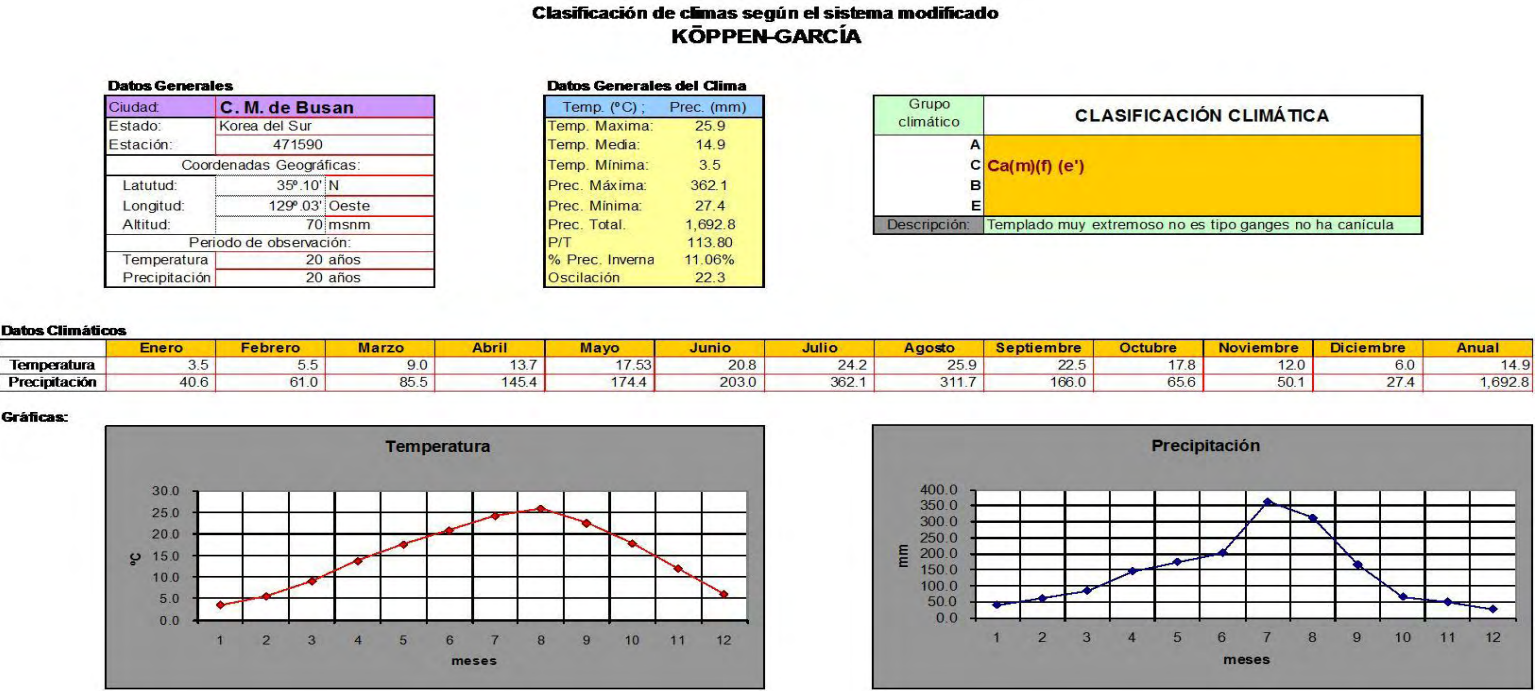 Clasificación de climas según el sistema modificado
KÖPPEN-GARCÍA
Datos Generales
Ciudad: C. M. de Busan
Estado: Korea del Sur
Estación: 471590
Coordenadas Geográficas:
Latutud: 35º.10' N
Longitud: 129º.03' Oeste
Altitud: 70 msnm
Periodo de observación:
Temperatura 20 años
Precipitación 20 años
Datos Generales del Clima
Temp. (ºC) ; Prec. (mm)
Temp. Maxima: 25.9
Temp. Media: 14.9
Temp. Mínima: 3.5
Prec. Máxima: 362.1
Prec. Mínima: 27.4
Prec. Total. 1,692.8
P/T 113.80
% Prec. Inverna 11.06%
Oscilación 22.3
Grupo
climático
CLASIFICACIÓN CLIMÁTICA
A
C Ca(m)(f) (e')
B
E
Descripción: Templado muy extremoso no es tipo ganges no ha canícula
Datos Climáticos
Enero Febrero Marzo Abril Mayo Junio Julio Agosto Septiembre Octubre Noviembre Diciembre Anual
Temperatura 3.5 5.5 9.0 13.7 17.53 20.8 24.2 25.9 22.5 17.8 12.0 6.0 14.9
Precipitación 40.6 61.0 85.5 145.4 174.4 203.0 362.1 311.7 166.0 65.6 50.1 27.4 1,692.8
Gráficas:
Temperatura
30.0
25.0
20.0
15.0
10.0
5.0
0.0
ºC
1 2 3 4 5 6 7 8 9 10 11 12
meses
Precipitación
400.0
350.0
300.0
250.0
200.0
150.0
100.0
50.0
0.0
mm
1 2 3 4 5 6 7 8 9 10 11 12
meses